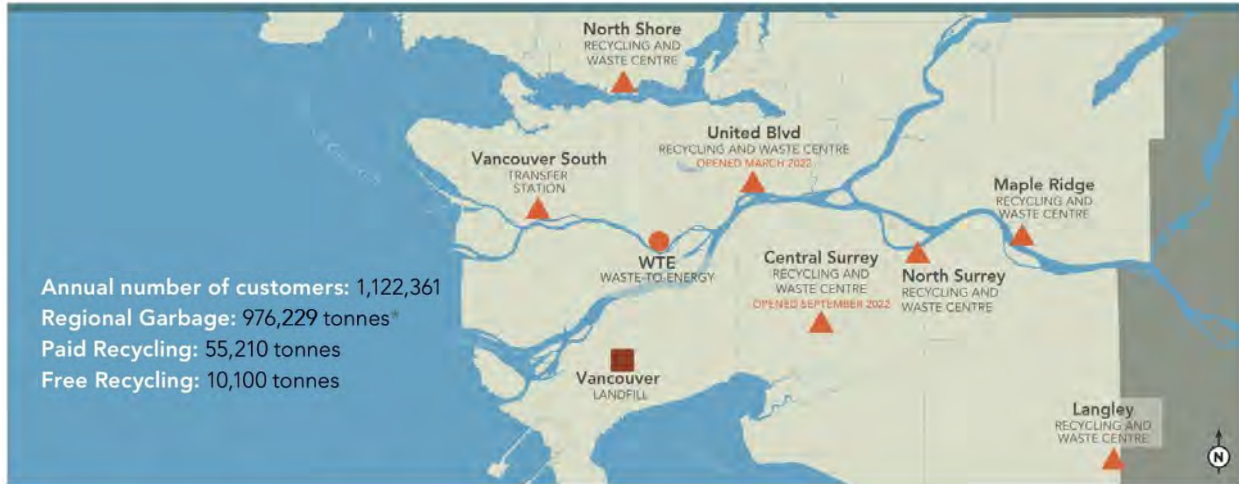 North Shore
RECYCLING AND
WASTE CENTRE
United Blvd
RECYCLING AND WASTE CENTRE
OPENED MARCH 2022
Vancouver South
TRANSFER
STATION
Maple Ridge
RECYCLING AND
WASTE CENTRE
WTE
WASTE-TO-ENERGY
Central Surrey
RECYCLING AND
WASTE CENTRE
OPENED SEPTEMBER 2022
North Surrey
RECYCLING AND
WASTE CENTRE
Annual number of customers: 1,122,361
Regional Garbage: 976,229 tonnes*
Paid Recycling: 55,210 tonnes
Free Recycling: 10,100 tonnes
Vancouver
LANDFILL
Langley
RECYCLING AND
WASTE CENTRE
N